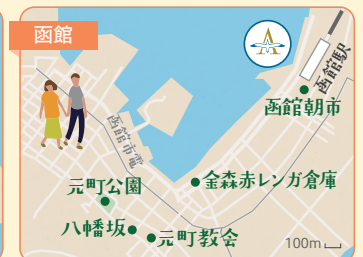 函館
函館駅
函館朝市
函館市電
金森赤レンガ倉庫
元町公園
八幡坂
元町教会
100m